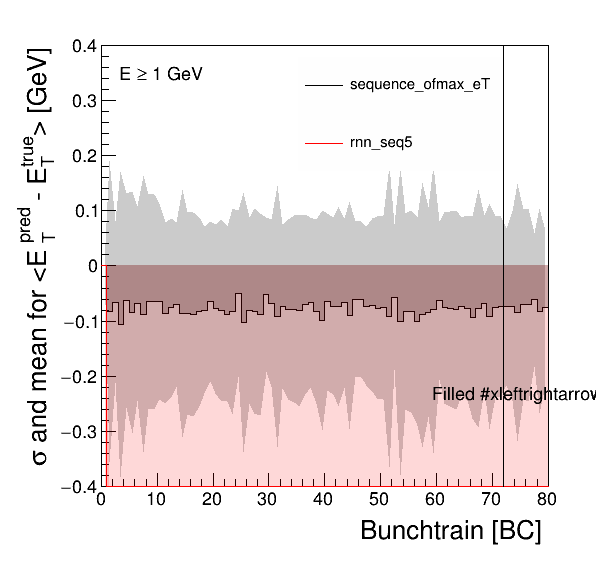 0.4
0.3
0.2
0.1
0
−0.1
−0.2
−0.3
−0.4
0 10 20 30 40 50 60 70 80
E ≥ 1 GeV
sequence_ofmax_eT
rnn_seq5
Filled #xleftrightarrow
σ and mean for <E_T^pred - E_T^true> [GeV]
Bunchtrain [BC]